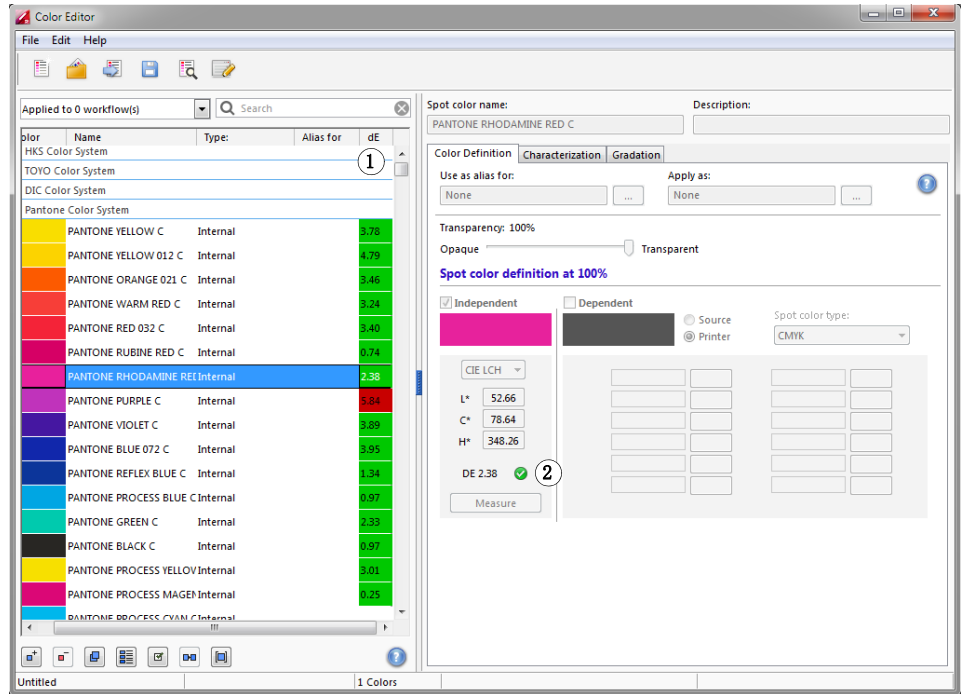 Color Editor
File Edit Help
Applied to 0 workflow(s) Search
olor Name Type: Alias for dE
HKS Color System
1
TOYO Color System
DIC Color System
Pantone Color System
PANTONE YELLOW C Internal 3.78
PANTONE YELLOW 012 C Internal 4.79
PANTONE ORANGE 021 C Internal 3.46
PANTONE WARM RED C Internal 3.24
PANTONE RED 032 C Internal 3.40
PANTONE RUBINE RED C Internal 0.74
PANTONE RHODAMINE REI Internal 2.38
PANTONE PURPLE C Internal 5.84
PANTONE VIOLET C Internal 3.89
PANTONE BLUE 072 C Internal 3.95
PANTONE REFLEX BLUE C Internal 1.34
PANTONE PROCESS BLUE C Internal 0.97
PANTONE GREEN C Internal 2.33
PANTONE BLACK C Internal 0.97
PANTONE PROCESS YELLOV Internal 3.01
PANTONE PROCESS MAGEN Internal 0.25
PANTONE PROCESS CYAN C Internal
Untitled 1 Colors
Spot color name: Description:
PANTONE RHODAMINE RED C
Color Definition Characterization Gradation
Use as alias for: Apply as:
None ... None ...
Transparency: 100%
Opaque Transparent
Spot color definition at 100%
Independent Dependent
Source
Printer
Spot color type:
CMYK
CIE LCH
L* 52.66
C* 78.64
H* 348.26
DE 2.38 2
Measure